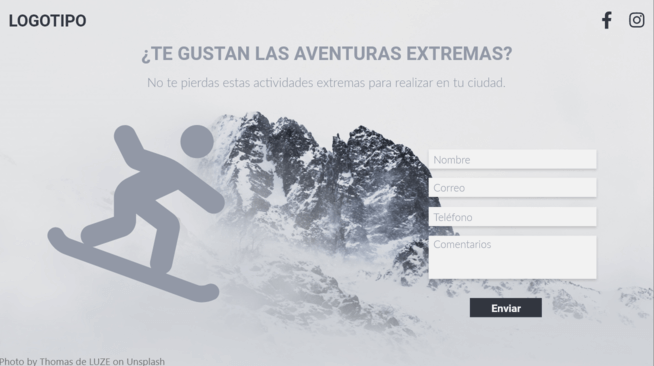 LOGOTIPO
¿TE GUSTAN LAS AVENTURAS EXTREMAS?
No te pierdas estas actividades extremas para realizar en tu ciudad.
Nombre
Correo
Teléfono
Comentarios
Enviar
Photo by Thomas de LUZE on Unsplash